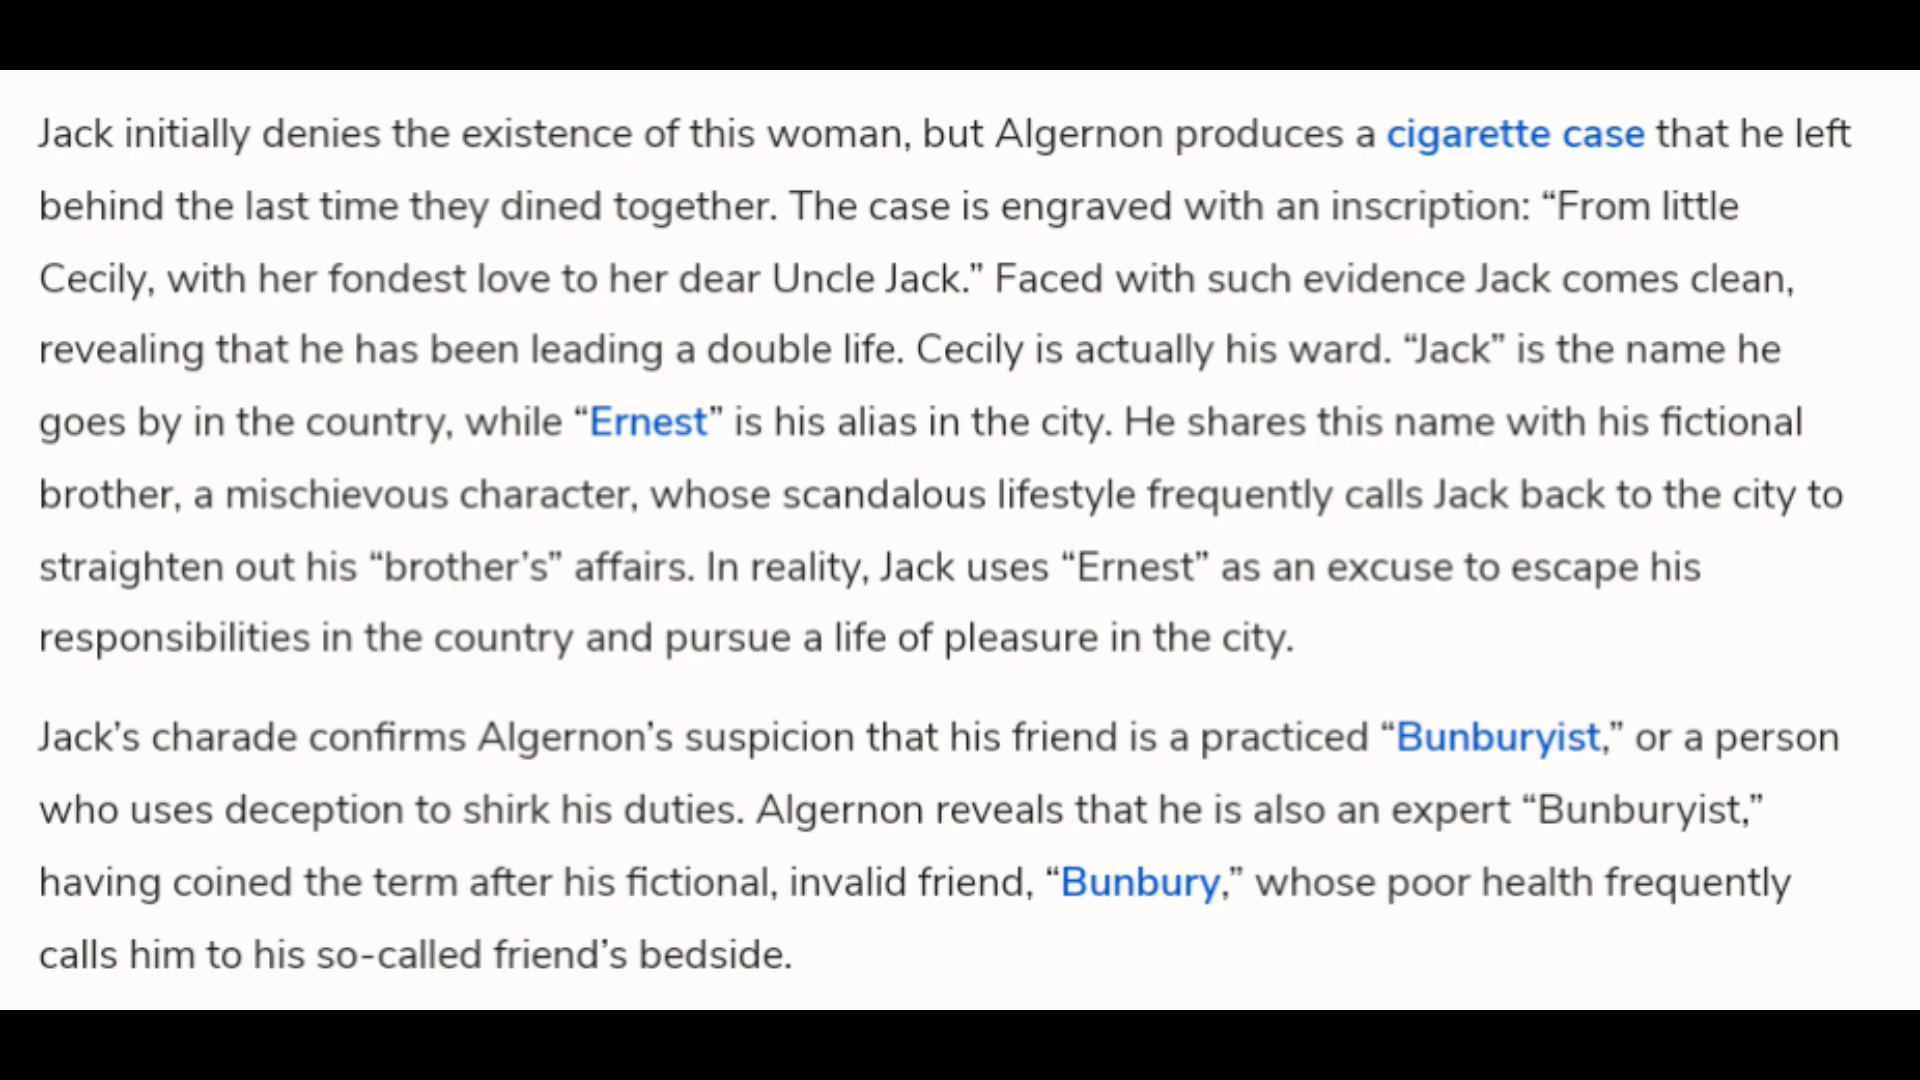 Jack initially denies the existence of this woman, but Algernon produces a cigarette case that he left
behind the last time they dined together. The case is engraved with an inscription: “From little
Cecily, with her fondest love to her dear Uncle Jack.” Faced with such evidence Jack comes clean,
revealing that he has been leading a double life. Cecily is actually his ward. “Jack” is the name he
goes by in the country, while “Ernest” is his alias in the city. He shares this name with his fictional
brother, a mischievous character, whose scandalous lifestyle frequently calls Jack back to the city to
straighten out his “brother’s” affairs. In reality, Jack uses “Ernest” as an excuse to escape his
responsibilities in the country and pursue a life of pleasure in the city.
Jack’s charade confirms Algernon’s suspicion that his friend is a practiced “Bunburyist,” or a person
who uses deception to shirk his duties. Algernon reveals that he is also an expert “Bunburyist,”
having coined the term after his fictional, invalid friend, “Bunbury,” whose poor health frequently
calls him to his so-called friend’s bedside.